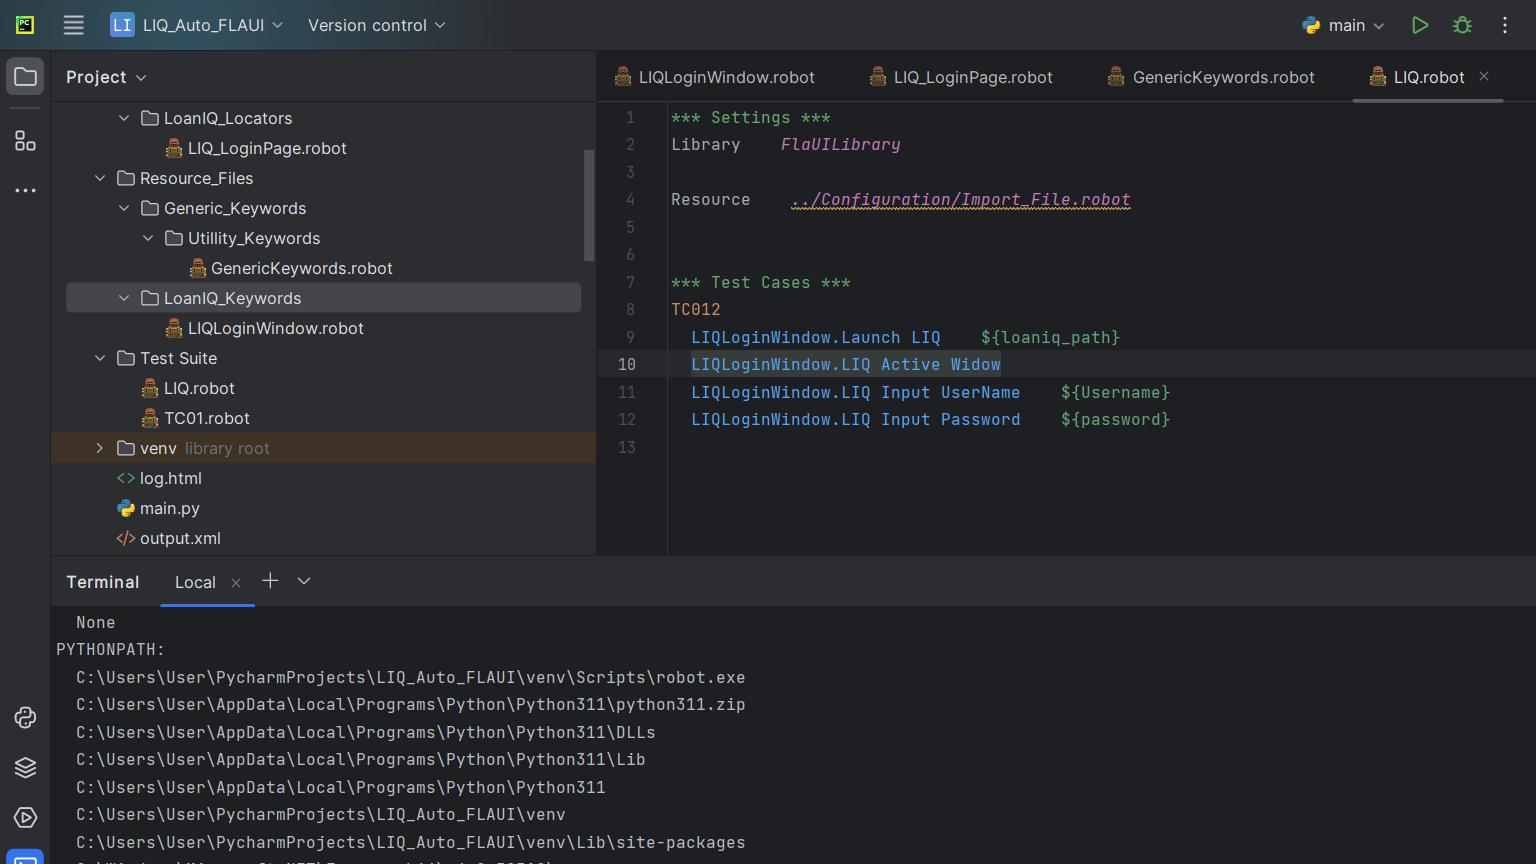 PC
LI LIQ_Auto_FLAUI Version control main
Project
LIQLoginWindow.robot LIQ_LoginPage.robot GenericKeywords.robot LIQ.robot
LoanIQ_Locators
LIQ_LoginPage.robot
Resource_Files
Generic_Keywords
Utillity_Keywords
GenericKeywords.robot
LoanIQ_Keywords
LIQLoginWindow.robot
Test Suite
LIQ.robot
TC01.robot
venv library root
log.html
main.py
output.xml
1 *** Settings ***
2 Library FlaUILibrary
3
4 Resource ../Configuration/Import_File.robot
5
6
7 *** Test Cases ***
8 TC012
9 LIQLoginWindow.Launch LIQ ${loaniq_path}
10 LIQLoginWindow.LIQ Active Widow
11 LIQLoginWindow.LIQ Input UserName ${Username}
12 LIQLoginWindow.LIQ Input Password ${password}
13
Terminal Local
None
PYTHONPATH:
C:\Users\User\PycharmProjects\LIQ_Auto_FLAUI\venv\Scripts\robot.exe
C:\Users\User\AppData\Local\Programs\Python\Python311\python311.zip
C:\Users\User\AppData\Local\Programs\Python\Python311\DLLs
C:\Users\User\AppData\Local\Programs\Python\Python311\Lib
C:\Users\User\AppData\Local\Programs\Python\Python311
C:\Users\User\PycharmProjects\LIQ_Auto_FLAUI\venv
C:\Users\User\PycharmProjects\LIQ_Auto_FLAUI\venv\Lib\site-packages